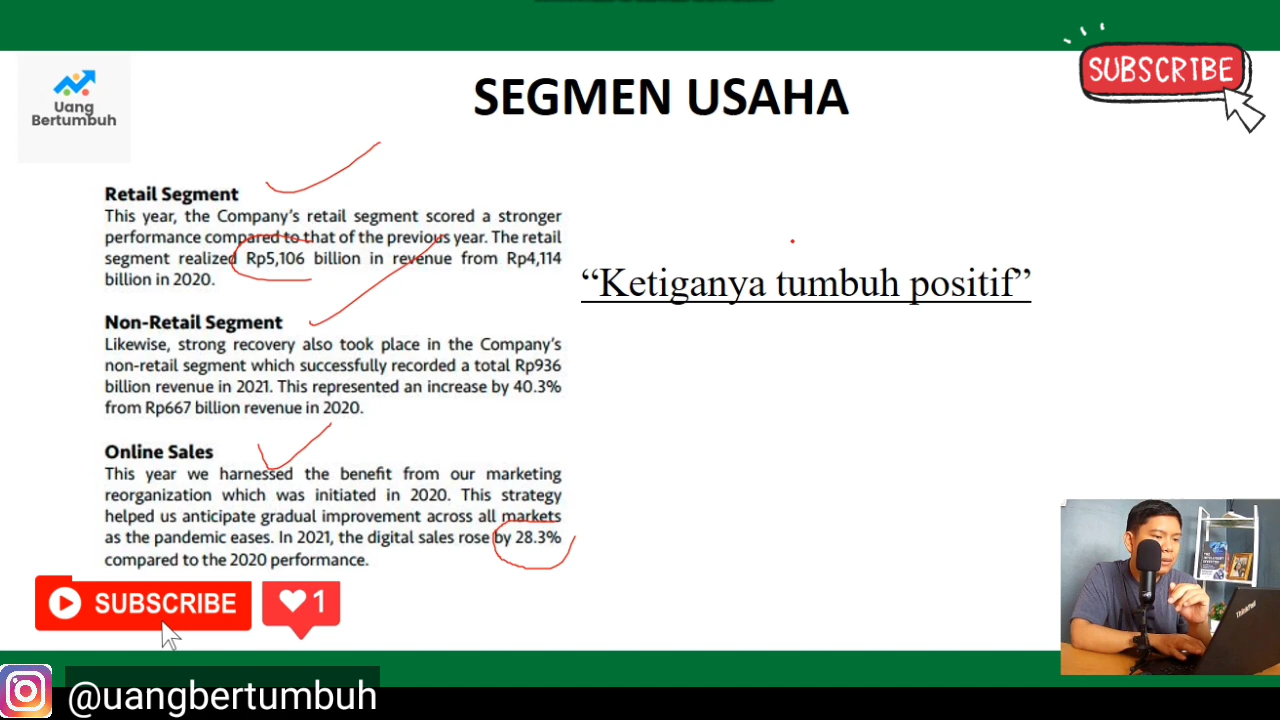 SEGMEN USAHA
SUBSCRIBE
Uang
Bertumbuh
Retail Segment
This year, the Company's retail segment scored a stronger
performance compared to that of the previous year. The retail
segment realized Rp5,106 billion in revenue from Rp4,114
billion in 2020.
Non-Retail Segment
Likewise, strong recovery also took place in the Company's
non-retail segment which successfully recorded a total Rp936
billion revenue in 2021. This represented an increase by 40.3%
from Rp667 billion revenue in 2020.
Online Sales
This year we harnessed the benefit from our marketing
reorganization which was initiated in 2020. This strategy
helped us anticipate gradual improvement across all markets
as the pandemic eases. In 2021, the digital sales rose by 28.3%
compared to the 2020 performance.
“Ketiganya tumbuh positif”
SUBSCRIBE
1
ThinkPad
@uangbertumbuh